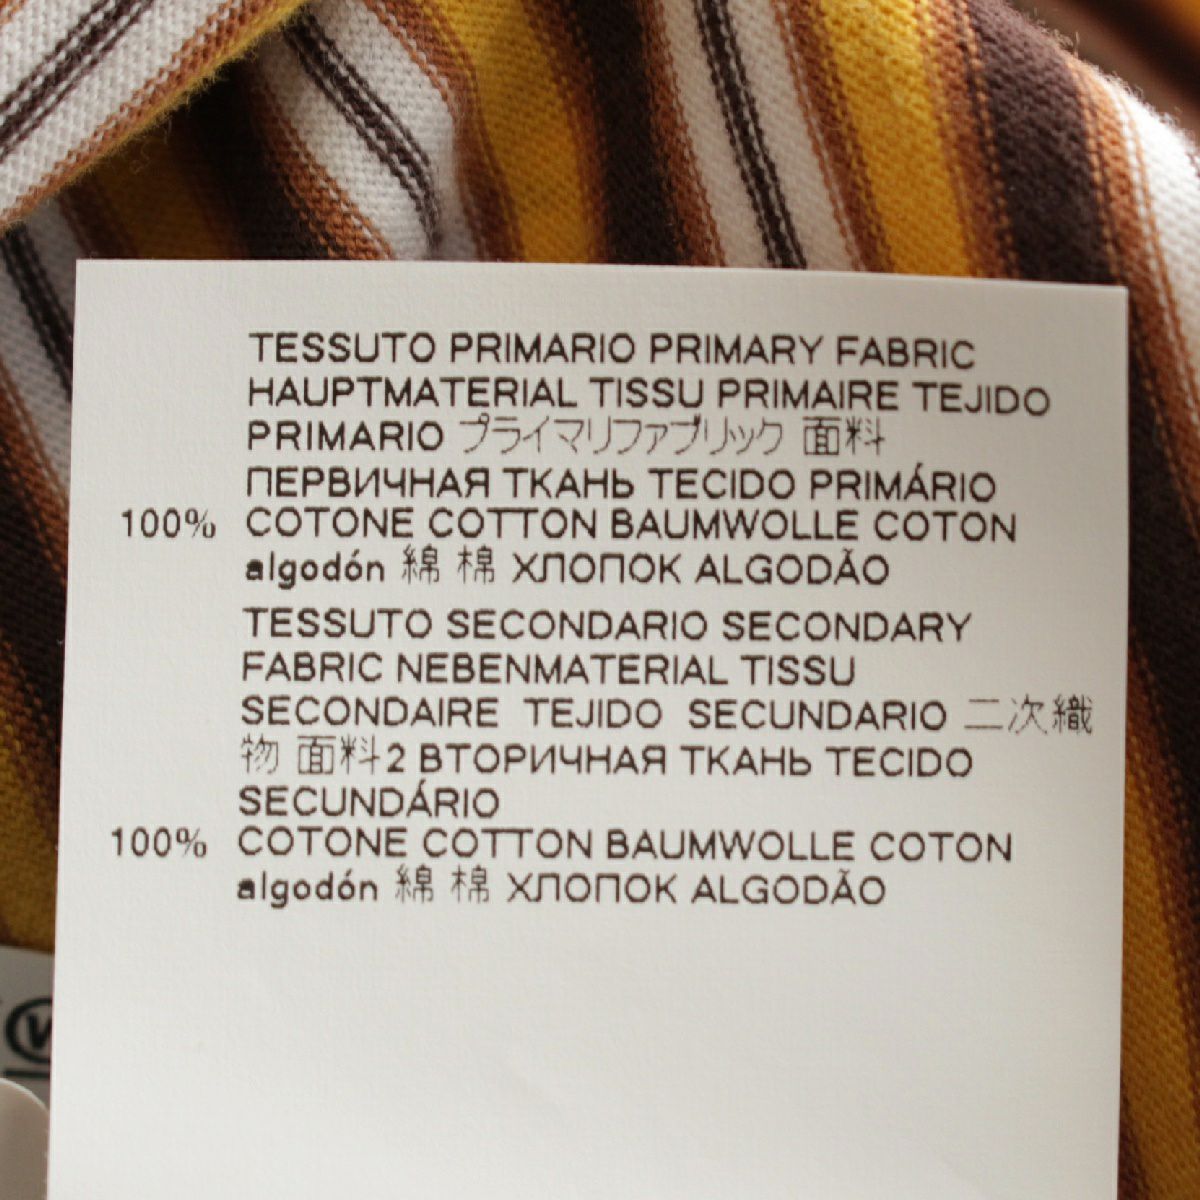 TESSUTO PRIMARIO PRIMARY FABRIC
HAUPTMATERIAL TISSU PRIMAIRE TEJIDO
PRIMARIO プライマリファブリック 面料
ПЕРВИЧНАЯ ТКАНЬ TECIDO PRIMÁRIO
100% COTONE COTTON BAUMWOLLE COTON
algodón 綿 棉 ХЛОПОК ALGODÃO
TESSUTO SECONDARIO SECONDARY
FABRIC NEBENMATERIAL TISSU
SECONDAIRE TEJIDO SECUNDARIO 二次織
物 面料2 ВТОРИЧНАЯ ТКАНЬ TECIDO
SECUNDÁRIO
100% COTONE COTTON BAUMWOLLE COTON
algodón 綿 棉 ХЛОПОК ALGODÃO